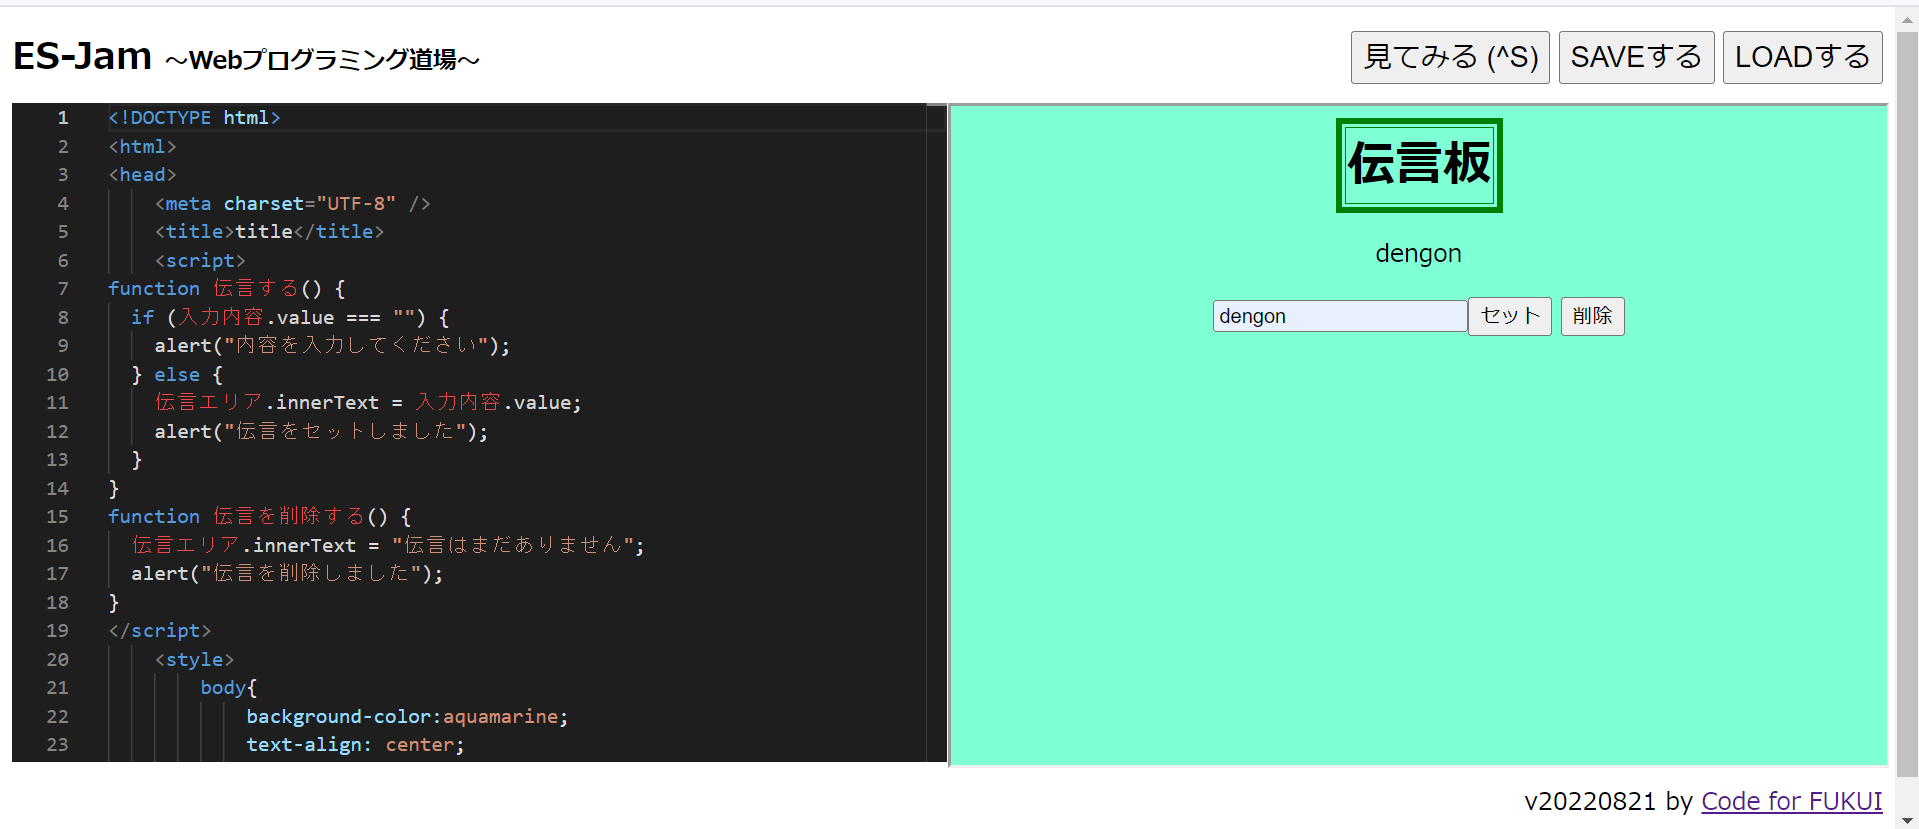 ES-Jam ～Webプログラミング道場～
見てみる (^S) SAVEする LOADする
1 <!DOCTYPE html>
2 <html>
3 <head>
4 <meta charset="UTF-8" />
5 <title>title</title>
6 <script>
7 function 伝言する() {
8 if (入力内容.value === "") {
9 alert("内容を入力してください");
10 } else {
11 伝言エリア.innerText = 入力内容.value;
12 alert("伝言をセットしました");
13 }
14 }
15 function 伝言を削除する() {
16 伝言エリア.innerText = "伝言はまだありません";
17 alert("伝言を削除しました");
18 }
19 </script>
20 <style>
21 body{
22 background-color:aquamarine;
23 text-align: center;
伝言板
dengon
dengon セット 削除
v20220821 by Code for FUKUI